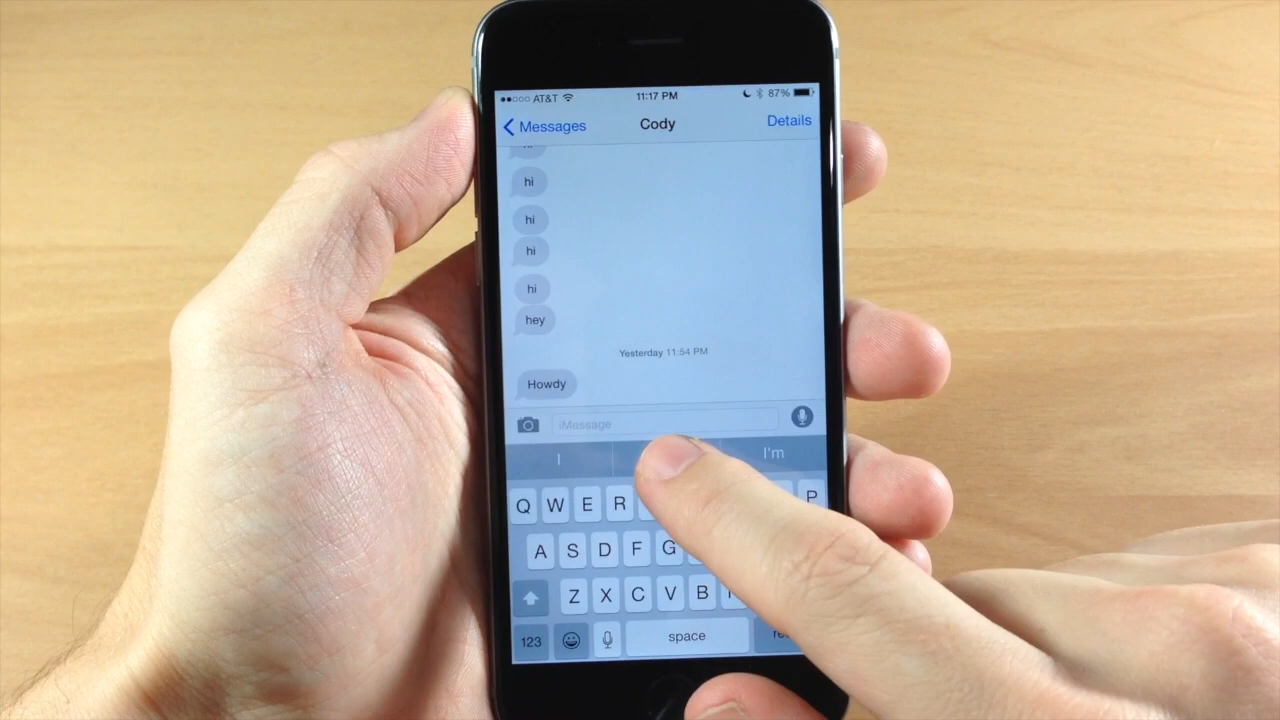 AT&T 11:17 PM 87%
Messages Cody Details
hi
hi
hi
hi
hey
Yesterday 11:54 PM
Howdy
iMessage
I I'm
Q W E R P
A S D F G
Z X C V B
123 space